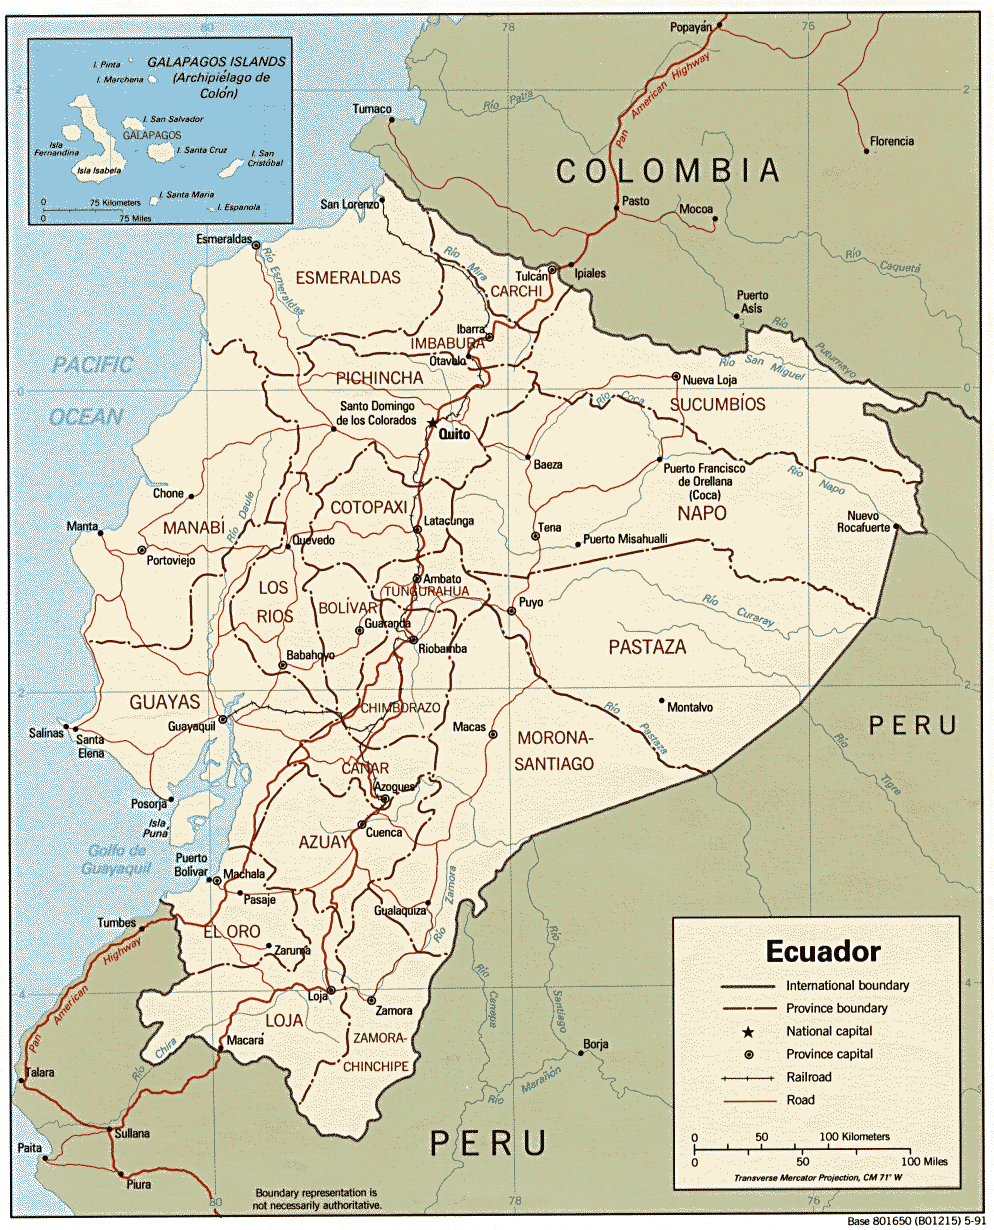 80
78
76
Popayán
GALAPAGOS ISLANDS
(Archipiélago de
Colón)
I. Pinta
I. Marchena
I. San Salvador
GALAPAGOS
Isla
Fernandina
I. Santa Cruz
I. San
Cristóbal
Isla Isabela
I. Santa Maria
I. Espanola
0 75 Kilometers
0 75 Miles
2
2
Río Patía
Pan American Highway
Tumaco
Florencia
COLOMBIA
San Lorenzo
Pasto
Mocoa
Esmeraldas
Río Esmeraldas
ESMERALDAS
Río Mira
Tulcán
Ipiales
CARCHI
Río Caquetá
Puerto
Asís
Río Putumayo
Ibarra
IMBABURA
Otavalo
Río San Miguel
PACIFIC
OCEAN
0
0
PICHINCHA
Nueva Loja
SUCUMBÍOS
Río Coca
Santo Domingo
de los Colorados
Quito
Baeza
Puerto Francisco
de Orellana
(Coca)
Río Napo
Chone
COTOPAXI
NAPO
Manta
MANABÍ
Río Daule
Latacunga
Tena
Nuevo
Rocafuerte
Portoviejo
Quevedo
Puerto Misahualli
LOS
RIOS
Ambato
TUNGURAHUA
BOLÍVAR
Puyo
Río Curaray
Guaranda
Riobamba
PASTAZA
Babahoyo
2
2
GUAYAS
CHIMBORAZO
Montalvo
Guayaquil
Macas
Río Pastaza
PERU
Salinas
Santa
Elena
MORONA-
SANTIAGO
Río Tigre
CAÑAR
Azogues
Posorja
Isla
Puná
Cuenca
AZUAY
Golfo de
Guayaquil
Puerto
Bolívar
Machala
Pasaje
Río Zamora
Gualaquiza
Tumbes
EL ORO
Zaruma
Pan American Highway
Río Cenepa
Río Santiago
4
4
Loja
Zamora
LOJA
ZAMORA-
CHINCHIPE
Macará
Río Chira
Borja
Río Marañón
Talara
Sullana
Paita
Piura
PERU
Ecuador
International boundary
Province boundary
National capital
Province capital
Railroad
Road
0 50 100 Kilometers
0 50 100 Miles
Transverse Mercator Projection, CM 71° W
Boundary representation is
not necessarily authoritative.
80
78
76
Base 801650 (B01215) 5-91